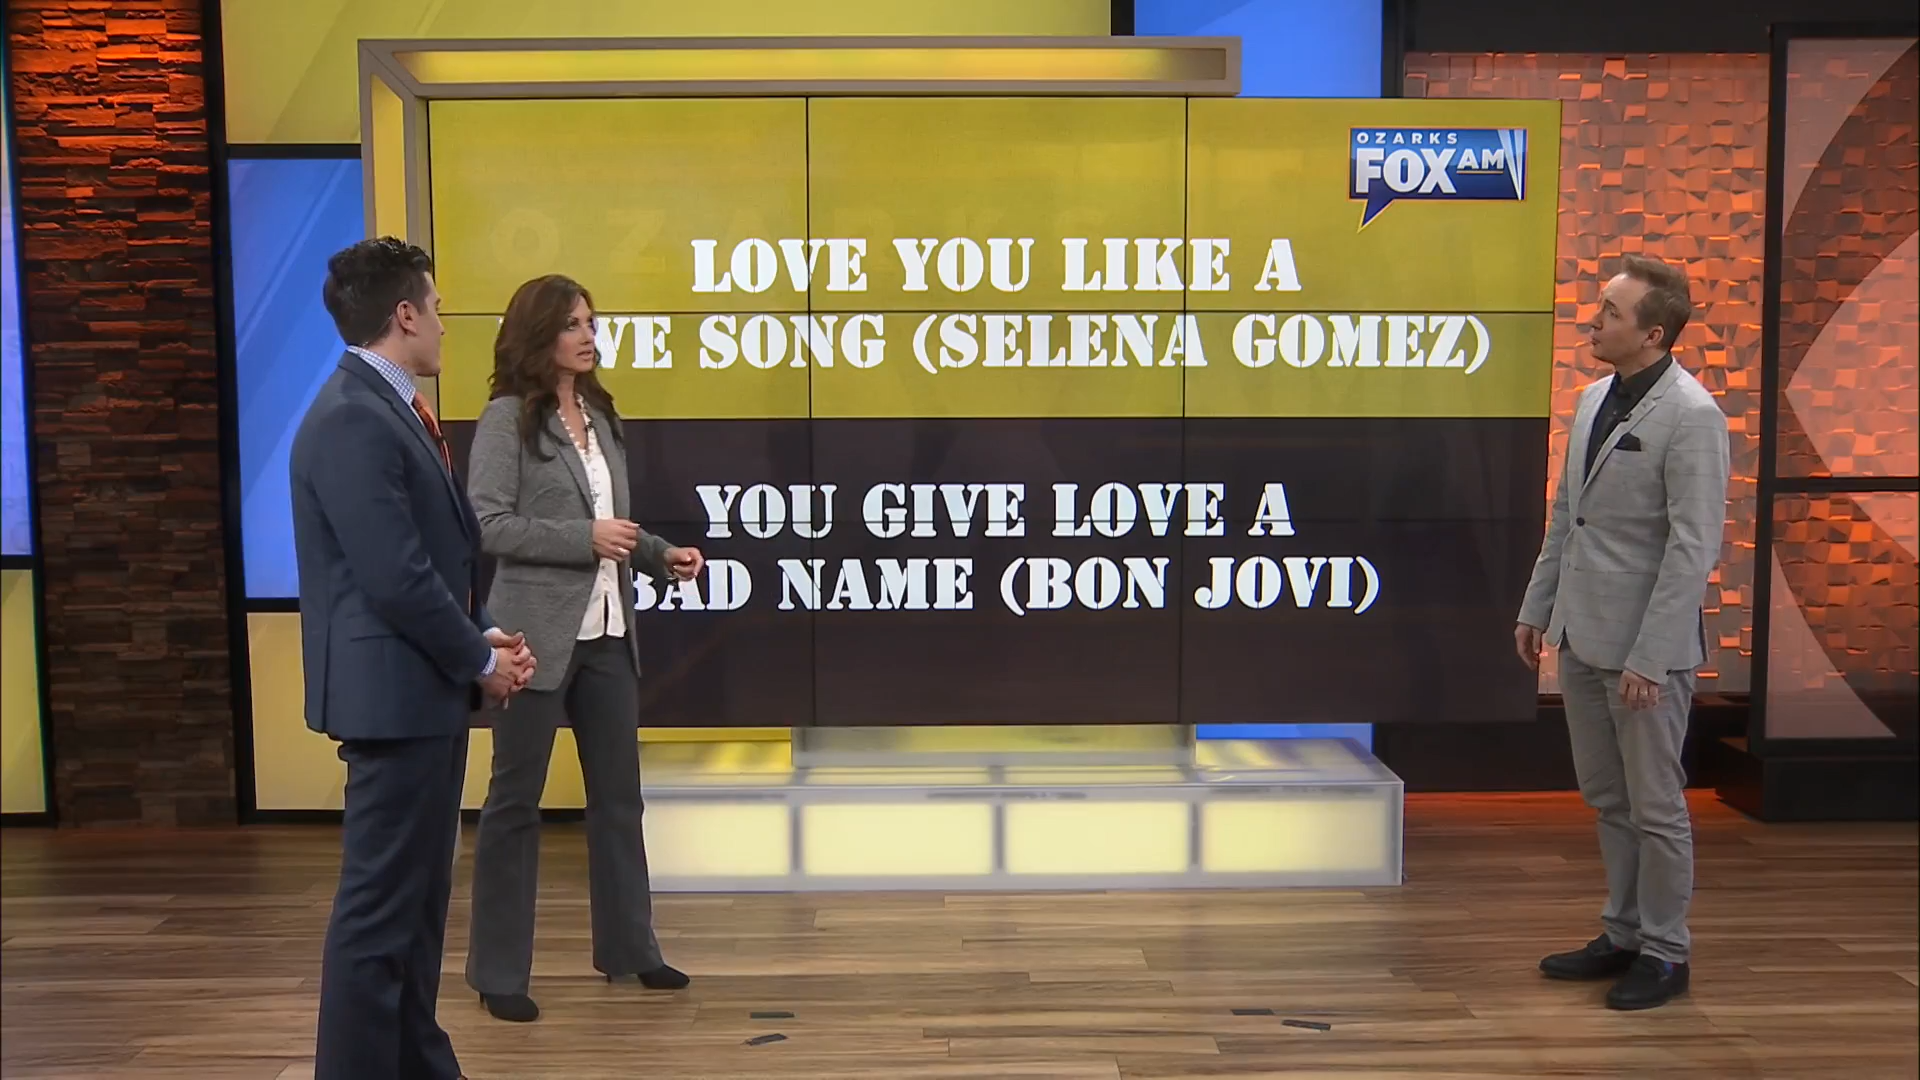 OZARKS
FOX AM
LOVE YOU LIKE A
SONG (SELENA GOMEZ)
YOU GIVE LOVE A
BAD NAME (BON JOVI)